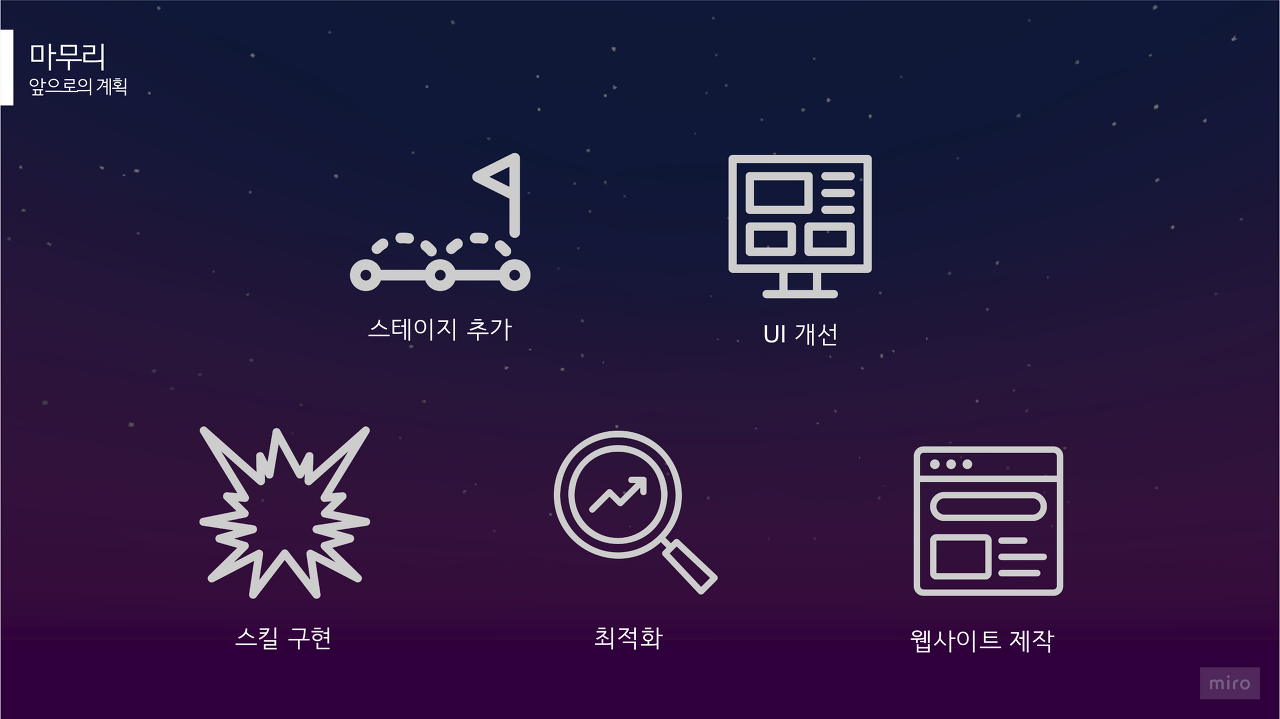 마무리
앞으로의 계획
스테이지 추가
UI 개선
스킬 구현
최적화
웹사이트 제작
miro